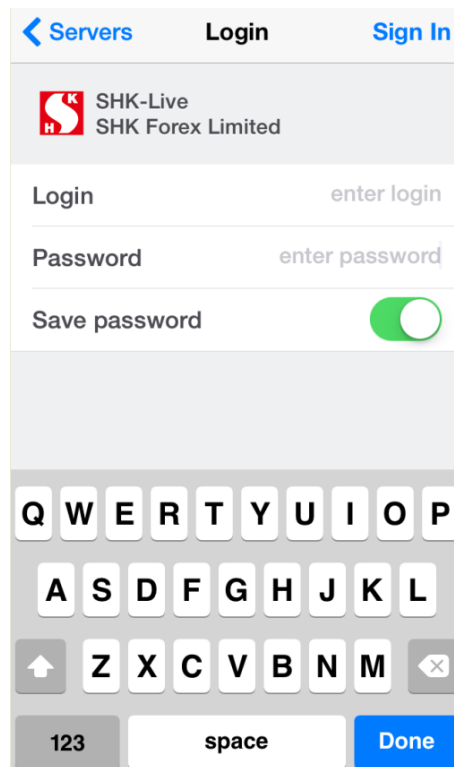 Servers Login Sign In
S K H SHK-Live
SHK Forex Limited
Login enter login
Password enter password
Save password
Q W E R T Y U I O P
A S D F G H J K L
Z X C V B N M
123 space Done